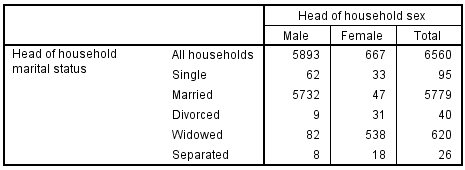 Head of household sex
Male Female Total
Head of household All households 5893 667 6560
marital status
Single 62 33 95
Married 5732 47 5779
Divorced 9 31 40
Widowed 82 538 620
Separated 8 18 26